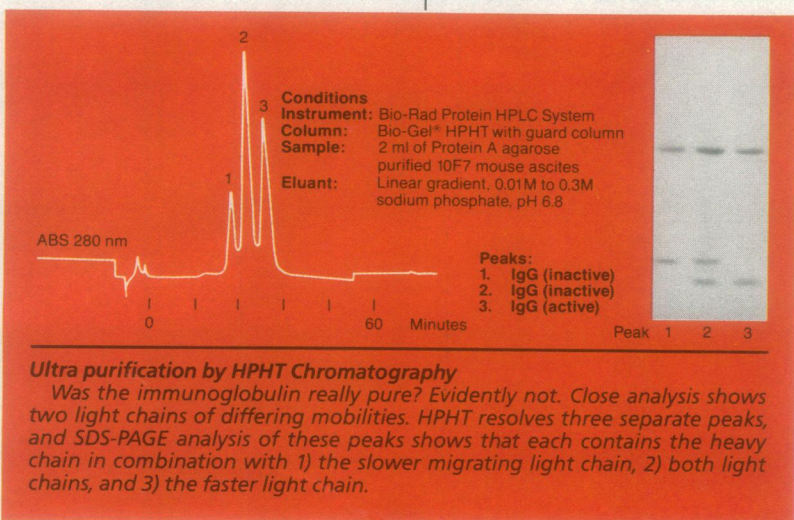 2
3
1
Conditions
Instrument: Bio-Rad Protein HPLC System
Column: Bio-Gel* HPHT with guard column
Sample: 2 ml of Protein A agarose
purified 10F7 mouse ascites
Eluant: Linear gradient, 0.01M to 0.3M
sodium phosphate, pH 6.8
ABS 280 nm
Peaks:
1. IgG (inactive)
2. IgG (inactive)
3. IgG (active)
0 60 Minutes
Peak 1 2 3
Ultra purification by HPHT Chromatography
Was the immunoglobulin really pure? Evidently not. Close analysis shows
two light chains of differing mobilities. HPHT resolves three separate peaks,
and SDS-PAGE analysis of these peaks shows that each contains the heavy
chain in combination with 1) the slower migrating light chain, 2) both light
chains, and 3) the faster light chain.